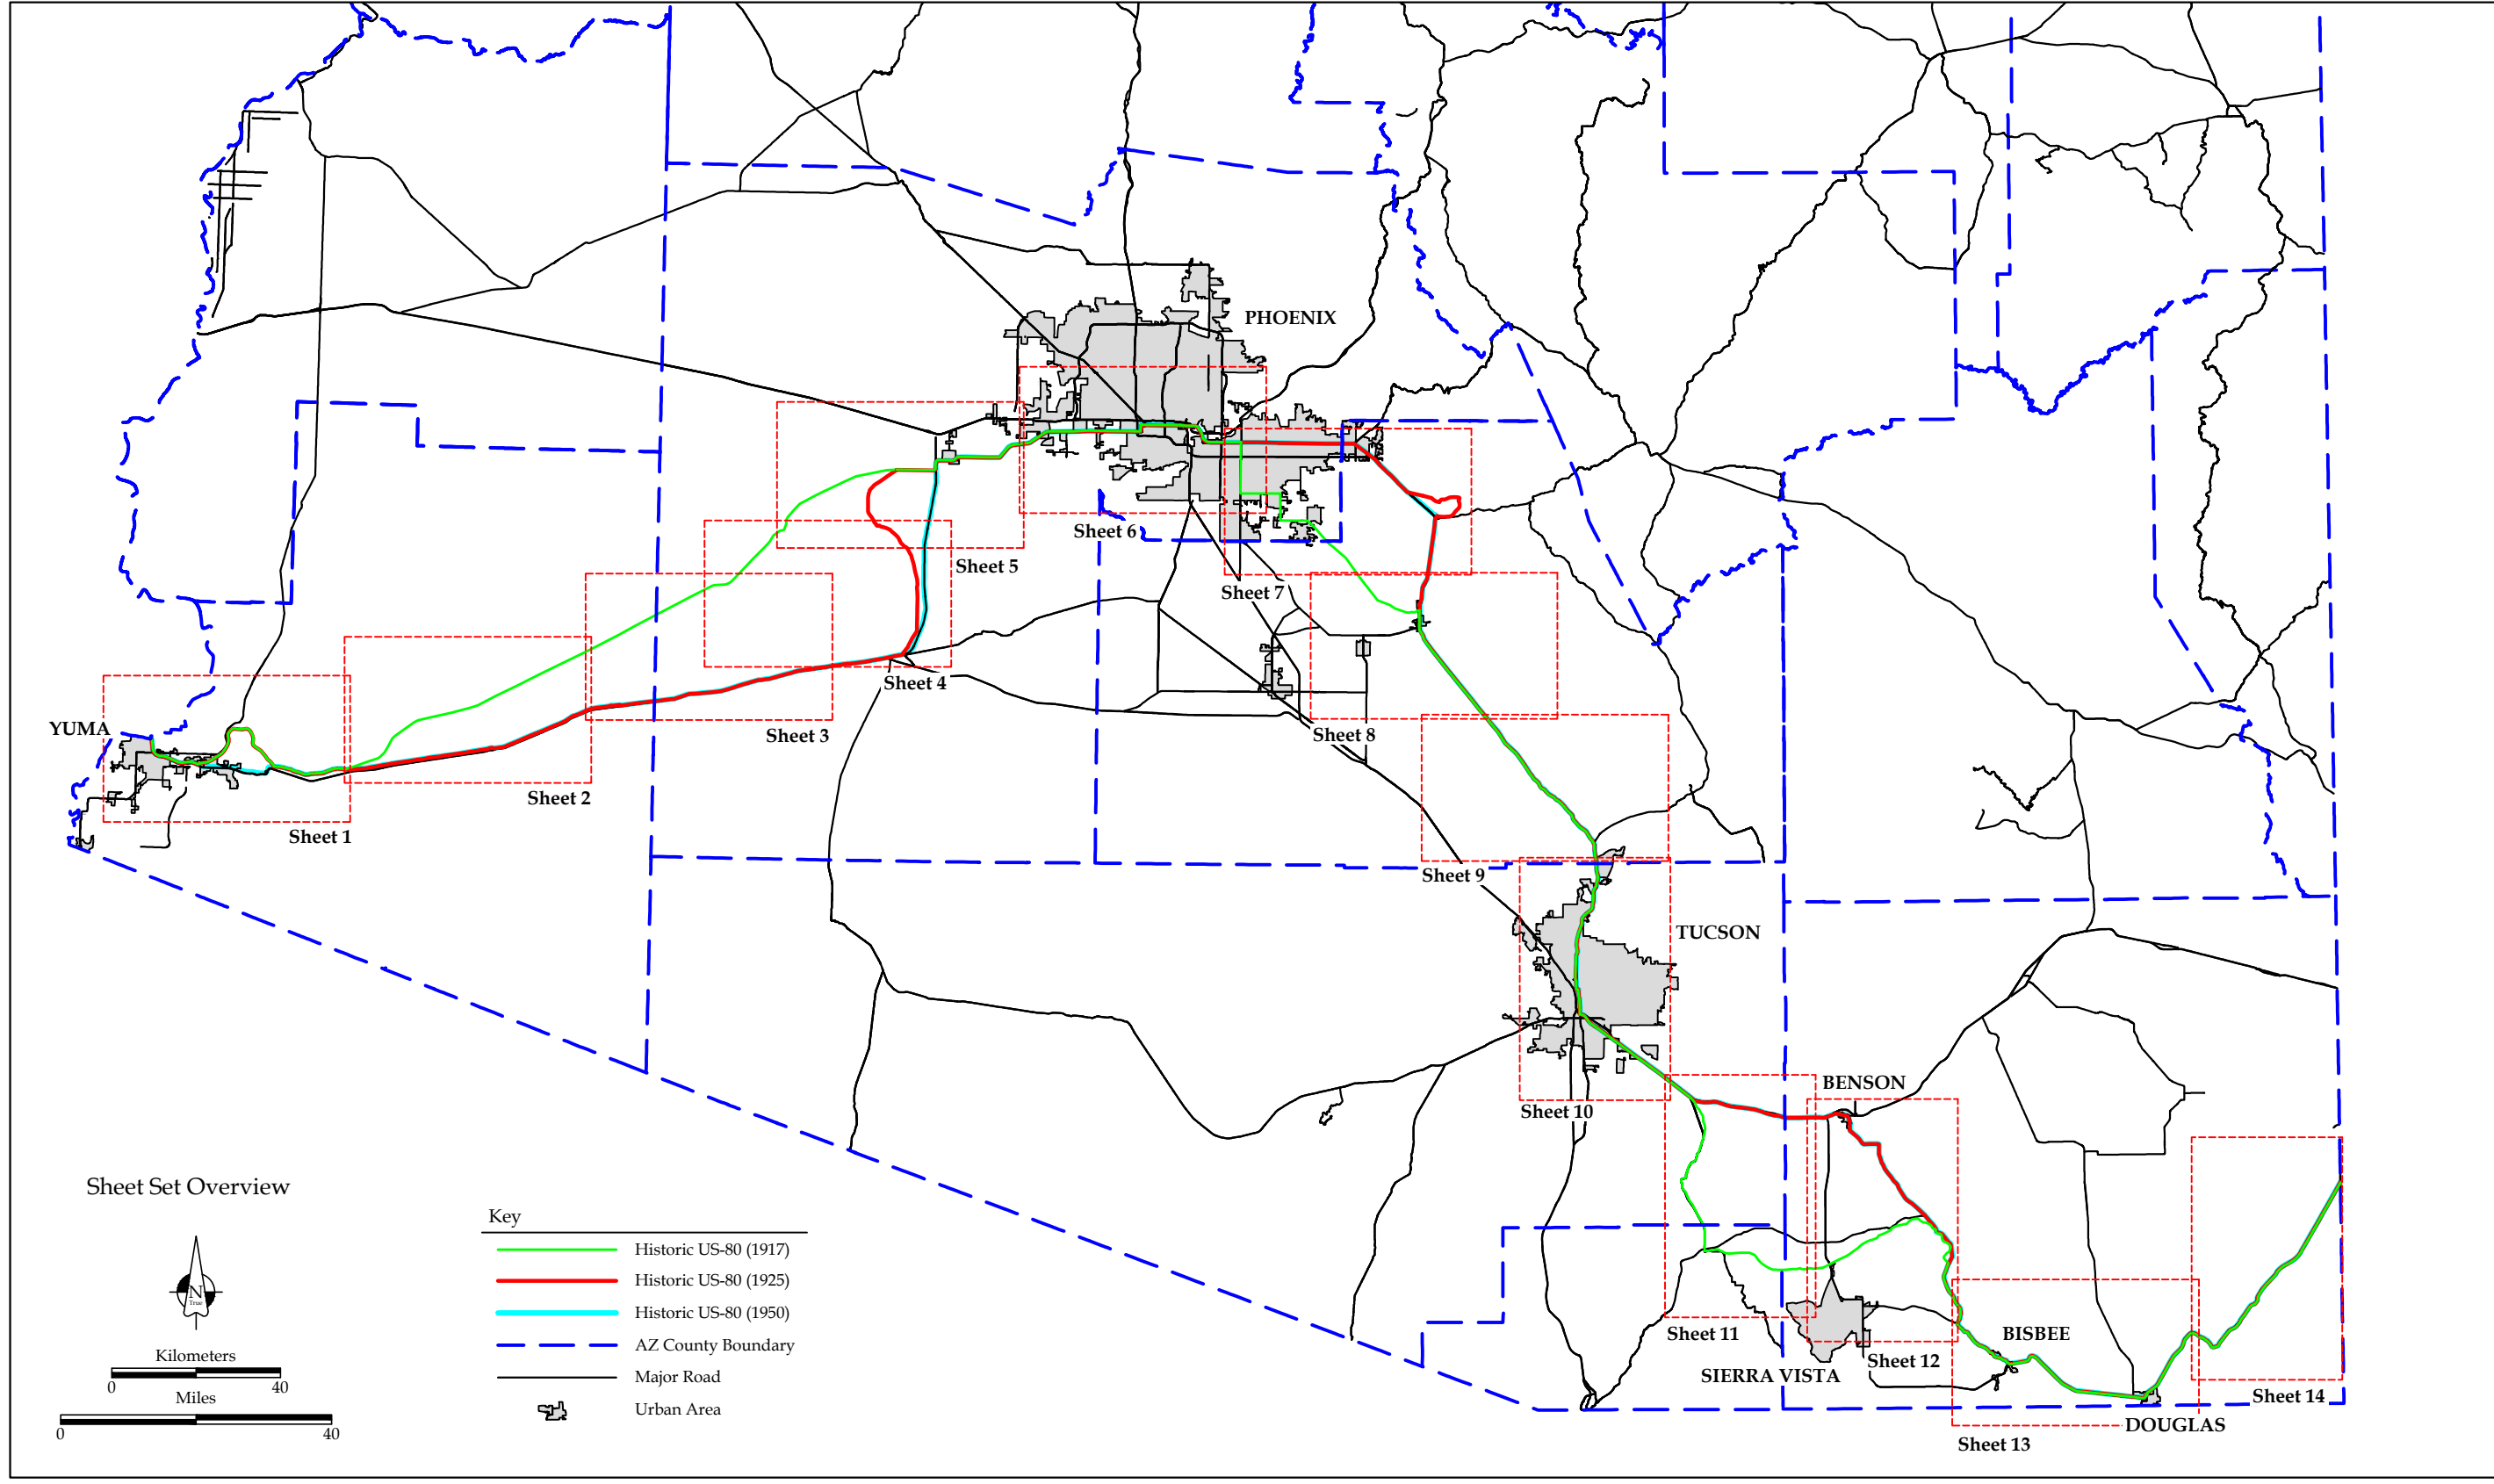 PHOENIX
Sheet 6
Sheet 5
Sheet 7
Sheet 4
YUMA
Sheet 3
Sheet 8
Sheet 2
Sheet 1
Sheet 9
TUCSON
BENSON
Sheet 10
Sheet Set Overview
N
True
Kilometers
0
40
Miles
0
40
Key
Historic US-80 (1917)
Historic US-80 (1925)
Historic US-80 (1950)
AZ County Boundary
Major Road
Urban Area
Sheet 11
BISBEE
Sheet 12
SIERRA VISTA
Sheet 14
DOUGLAS
Sheet 13